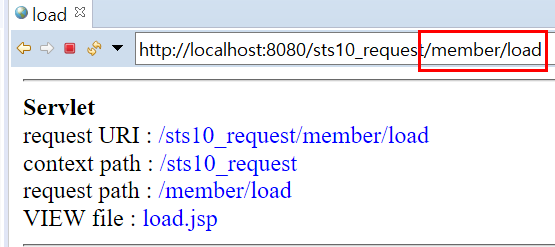 load
http://localhost:8080/sts10_request/member/load
Servlet
request URI : /sts10_request/member/load
context path : /sts10_request
request path : /member/load
VIEW file : load.jsp